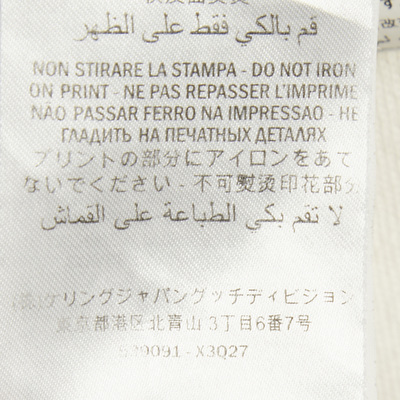 قم بالكي فقط على الظهر
NON STIRARE LA STAMPA - DO NOT IRON
ON PRINT - NE PAS REPASSER L'IMPRIME
NÃO PASSAR FERRO NA IMPRESSAO - НЕ
ГЛАДИТЬ НА ПЕЧАТНЫХ ДЕТАЛЯХ
プリントの部分にアイロンをあて
ないでください - 不可熨烫印花部分
لا تقم بكي الطباعة على القماش
ケリングジャパングッチディビジョン
東京都港区北青山 3丁目6番7号
539091 - X3Q27